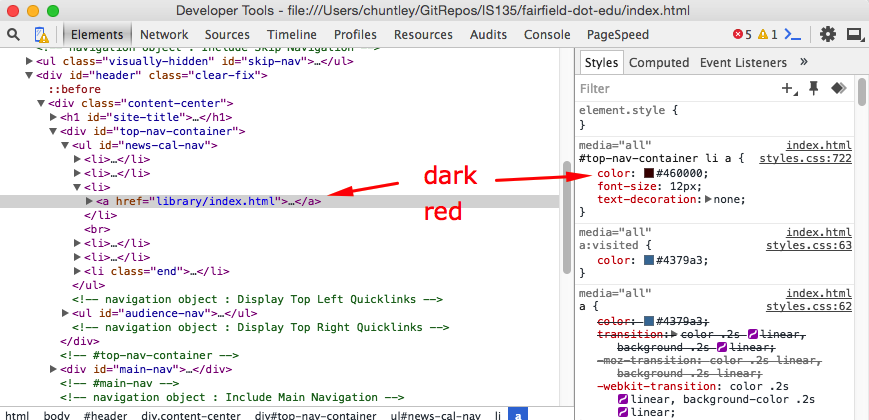 Developer Tools - file:///Users/chuntley/GitRepos/IS135/fairfield-dot-edu/index.html
Elements Network Sources Timeline Profiles Resources Audits Console PageSpeed 5 1
<!-- navigation object : Include Skip Navigation -->
<ul class="visually-hidden" id="skip-nav">…</ul>
<div id="header" class="clear-fix">
::before
<div class="content-center">
<h1 id="site-title">…</h1>
<div id="top-nav-container">
<ul id="news-cal-nav">
<li>…</li>
<li>…</li>
<li>
<a href="library/index.html">…</a>
</li>
<br>
<li>…</li>
<li>…</li>
<li class="end">…</li>
</ul>
<!-- navigation object : Display Top Left Quicklinks -->
<ul id="audience-nav">…</ul>
<!-- navigation object : Display Top Right Quicklinks -->
</div>
<!-- #top-nav-container -->
<div id="main-nav">…</div>
<!-- #main-nav -->
<!-- navigation object : Include Main Navigation -->
html body #header div.content-center div#top-nav-container ul#news-cal-nav li a
dark
red
Styles Computed Event Listeners »
Filter
element.style {
}
media="all" index.html
#top-nav-container li a { styles.css:722
color: #460000;
font-size: 12px;
text-decoration: none;
}
media="all" index.html
a:visited { styles.css:63
color: #4379a3;
}
media="all" index.html
a { styles.css:62
color: #4379a3;
transition: color .2s linear,
background .2s linear;
-moz-transition: color .2s linear,
background .2s linear;
-webkit-transition: color .2s
linear, background-color .2s
linear;